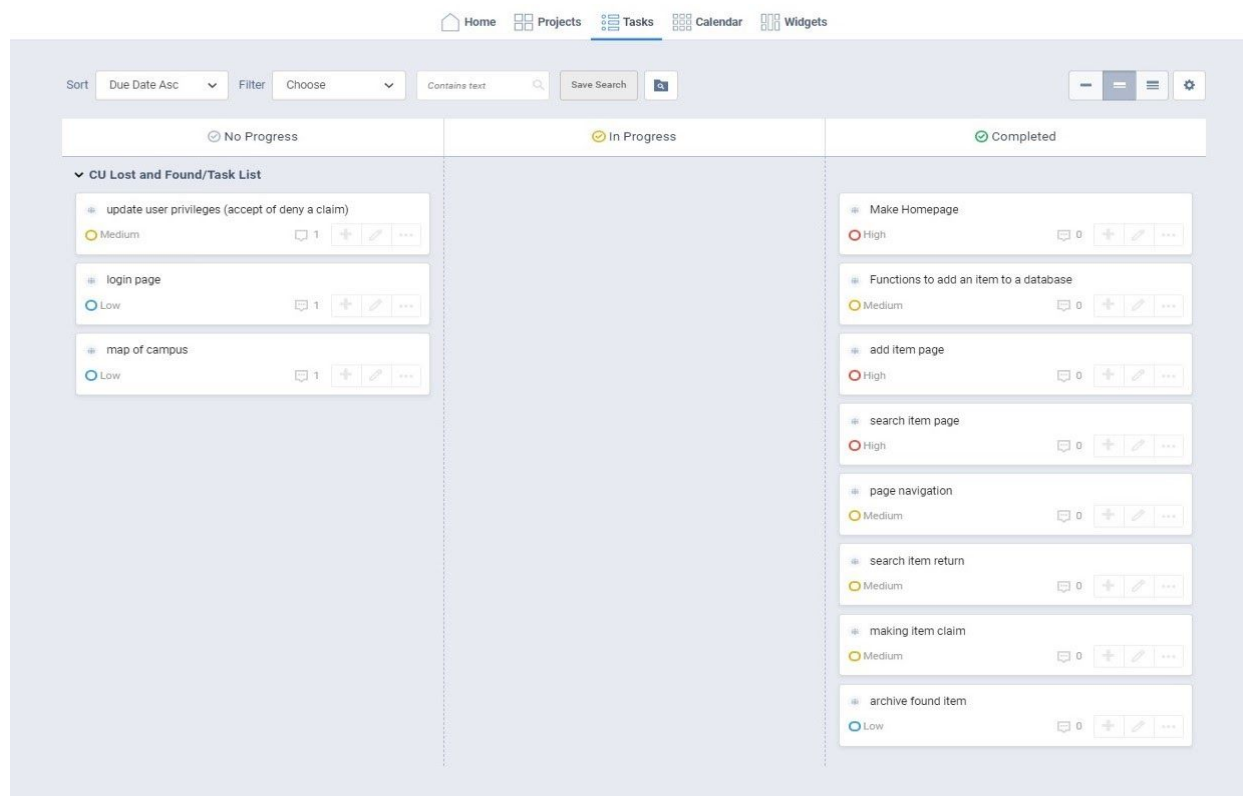 Home Projects Tasks Calendar Widgets
Sort Due Date Asc Filter Choose Contains text Save Search
No Progress In Progress Completed
CU Lost and Found/Task List
update user privileges (accept of deny a claim)
Medium 1
login page
Low 1
map of campus
Low 1
Make Homepage
High 0
Functions to add an item to a database
Medium 0
add item page
High 0
search item page
High 0
page navigation
Medium 0
search item return
Medium 0
making item claim
Medium 0
archive found item
Low 0